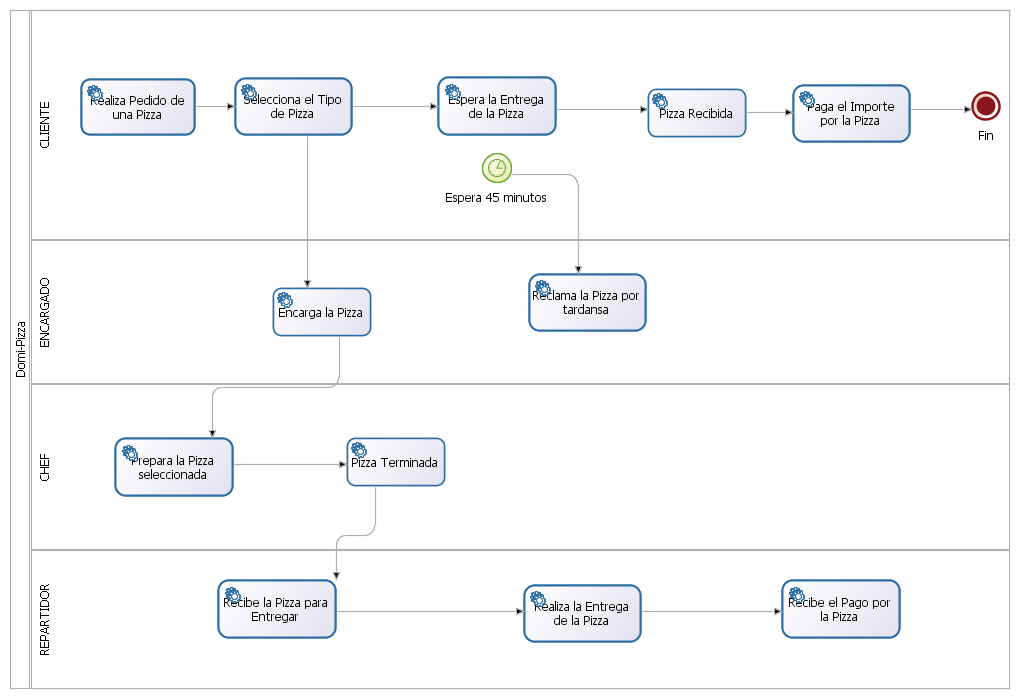 Domi-Pizza
CLIENTE
Realiza Pedido de
una Pizza
Selecciona el Tipo
de Pizza
Espera la Entrega
de la Pizza
Pizza Recibida
Paga el Importe
por la Pizza
Fin
Espera 45 minutos
ENCARGADO
Encarga la Pizza
Reclama la Pizza por
tardansa
CHEF
Prepara la Pizza
seleccionada
Pizza Terminada
REPARTIDOR
Recibe la Pizza para
Entregar
Realiza la Entrega
de la Pizza
Recibe el Pago por
la Pizza